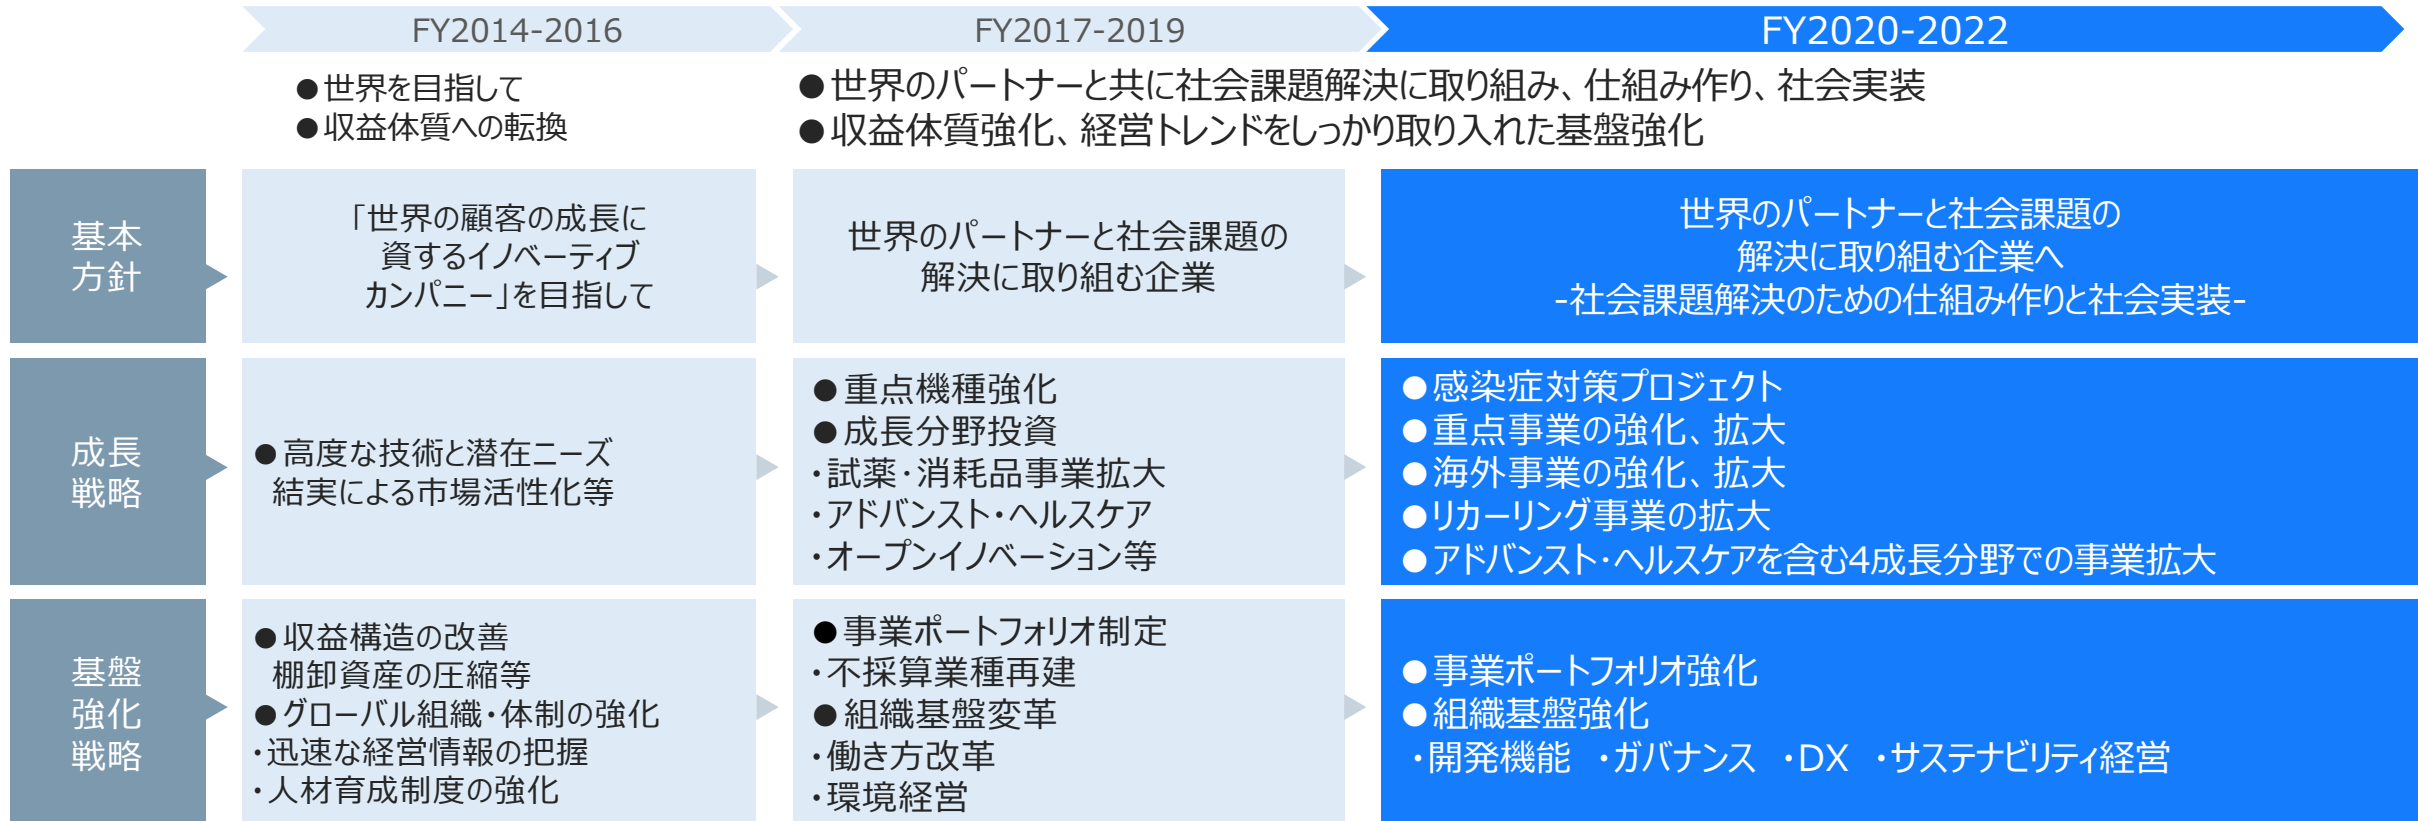 FY2014-2016
FY2017-2019
FY2020-2022
●世界を目指して
●収益体質への転換
●世界のパートナーと共に社会課題解決に取り組み、仕組み作り、社会実装
●収益体質強化、経営トレンドをしっかり取り入れた基盤強化
基本
方針
「世界の顧客の成長に
資するイノベーティブ
カンパニー」を目指して
世界のパートナーと社会課題の
解決に取り組む企業
世界のパートナーと社会課題の
解決に取り組む企業へ
-社会課題解決のための仕組み作りと社会実装-
成長
戦略
●高度な技術と潜在ニーズ
結実による市場活性化等
●重点機種強化
●成長分野投資
・試薬・消耗品事業拡大
・アドバンスト・ヘルスケア
・オープンイノベーション等
●感染症対策プロジェクト
●重点事業の強化、拡大
●海外事業の強化、拡大
●リカーリング事業の拡大
●アドバンスト・ヘルスケアを含む4成長分野での事業拡大
基盤
強化
戦略
●収益構造の改善
棚卸資産の圧縮等
●グローバル組織・体制の強化
・迅速な経営情報の把握
・人材育成制度の強化
●事業ポートフォリオ制定
・不採算業種再建
●組織基盤変革
・働き方改革
・環境経営
●事業ポートフォリオ強化
●組織基盤強化
・開発機能 ・ガバナンス ・DX ・サステナビリティ経営